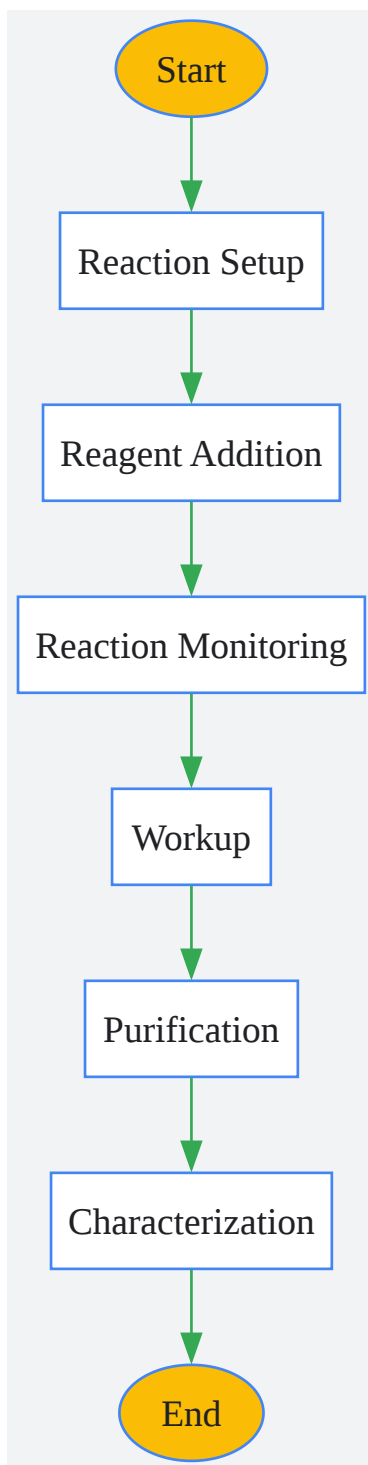 Start
Reaction Setup
Reagent Addition
Reaction Monitoring
Workup
Purification
Characterization
End